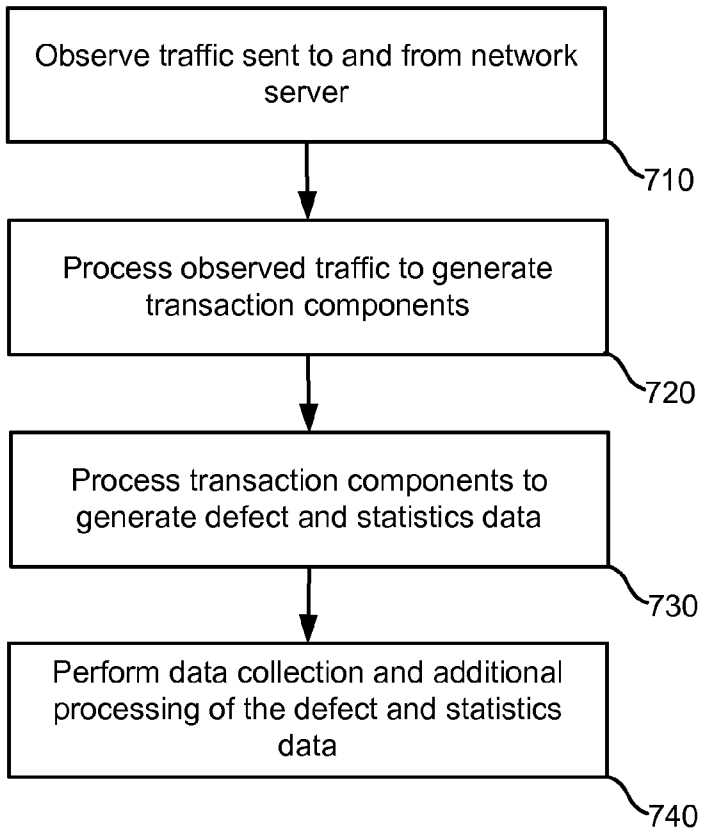 Observe traffic sent to and from network
server
710
Process observed traffic to generate
transaction components
720
Process transaction components to
generate defect and statistics data
730
Perform data collection and additional
processing of the defect and statistics
data
740